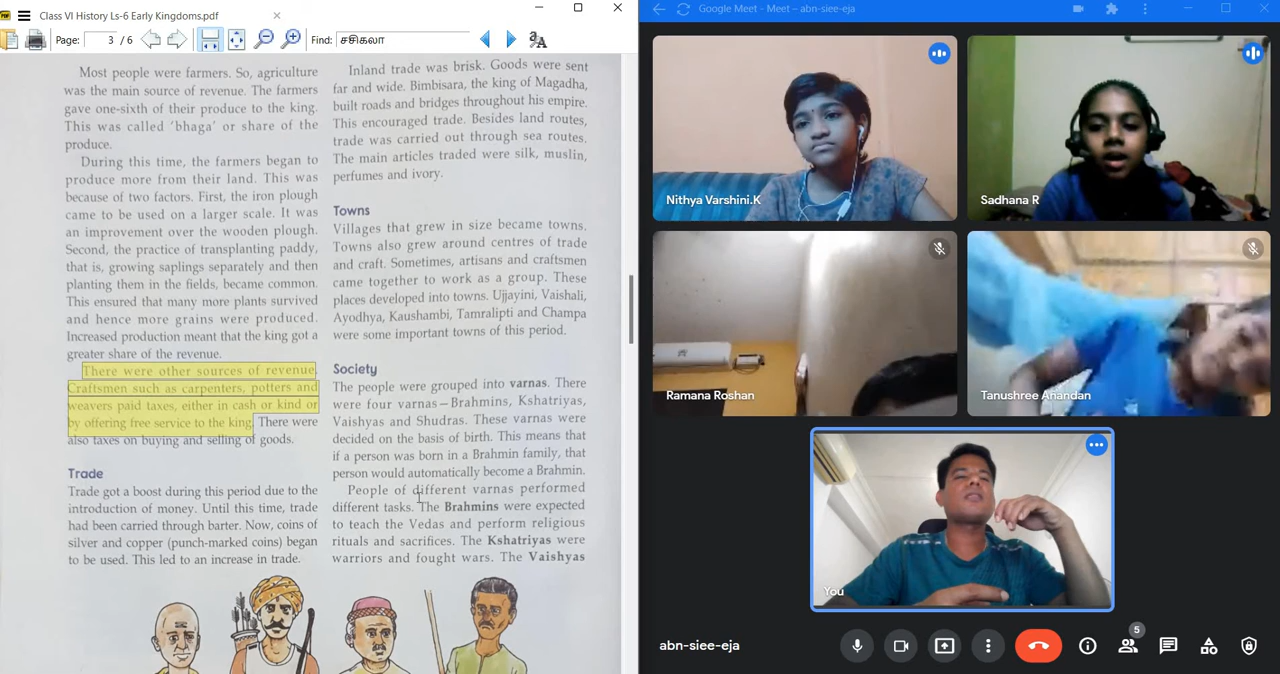 Class VI History Ls-6 Early Kingdoms.pdf
Page: 3 / 6
Find: சசிகலா
Most people were farmers. So, agriculture
was the main source of revenue. The farmers
gave one-sixth of their produce to the king.
This was called 'bhaga' or share of the
produce.
During this time, the farmers began to
produce more from their land. This was
because of two factors. First, the iron plough
came to be used on a larger scale. It was
an improvement over the wooden plough.
Second, the practice of transplanting paddy,
that is, growing saplings separately and then
planting them in the fields, became common.
This ensured that many more plants survived
and hence more grains were produced.
Increased production meant that the king got a
greater share of the revenue.
There were other sources of revenue.
Craftsmen such as carpenters, potters and
weavers paid taxes, either in cash or kind or
by offering free service to the king. There were
also taxes on buying and selling of goods.
Trade
Trade got a boost during this period due to the
introduction of money. Until this time, trade
had been carried through barter. Now, coins of
silver and copper (punch-marked coins) began
to be used. This led to an increase in trade.
Inland trade was brisk. Goods were sent
far and wide. Bimbisara, the king of Magadha,
built roads and bridges throughout his empire.
This encouraged trade. Besides land routes,
trade was carried out through sea routes.
The main articles traded were silk, muslin,
perfumes and ivory.
Towns
Villages that grew in size became towns.
Towns also grew around centres of trade
and craft. Sometimes, artisans and craftsmen
came together to work as a group. These
places developed into towns. Ujjayini, Vaishali,
Ayodhya, Kaushambi, Tamralipti and Champa
were some important towns of this period.
Society
The people were grouped into varnas. There
were four varnas—Brahmins, Kshatriyas,
Vaishyas and Shudras. These varnas were
decided on the basis of birth. This means that
if a person was born in a Brahmin family, that
person would automatically become a Brahmin.
People of different varnas performed
different tasks. The Brahmins were expected
to teach the Vedas and perform religious
rituals and sacrifices. The Kshatriyas were
warriors and fought wars. The Vaishyas
Google Meet - Meet – abn-siee-eja
Nithya Varshini.K
Sadhana R
Ramana Roshan
Tanushree Anandan
You
abn-siee-eja
5